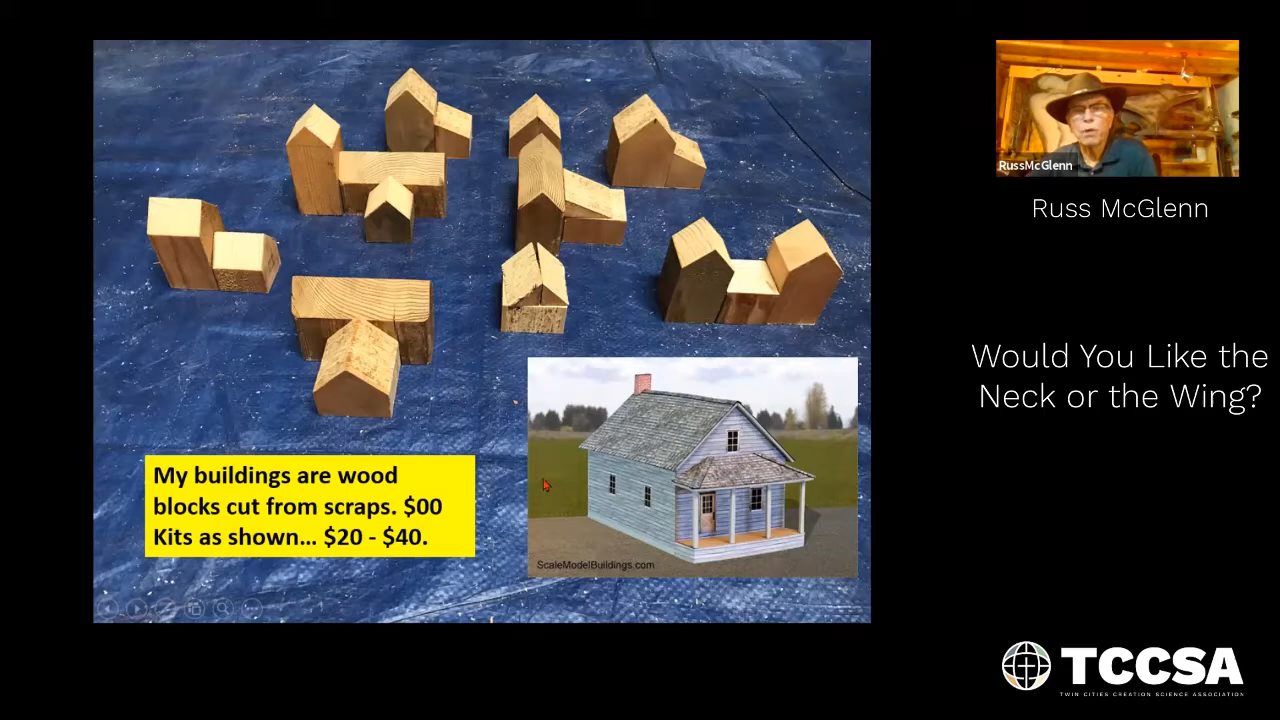 My buildings are wood
blocks cut from scraps. $00
Kits as shown... $20 - $40.
ScaleModelBuildings.com
RussMcGlenn
Russ McGlenn
Would You Like the
Neck or the Wing?
TCCSA
TWIN CITIES CREATION SCIENCE ASSOCIATION